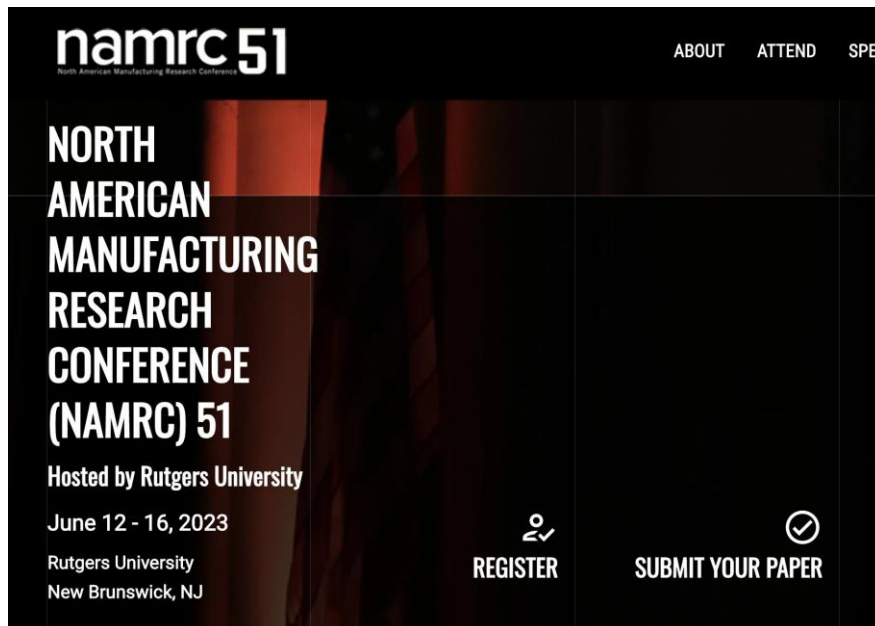 namrc 51
North American Manufacturing Research Conference
ABOUT ATTEND SPE
NORTH
AMERICAN
MANUFACTURING
RESEARCH
CONFERENCE
(NAMRC) 51
Hosted by Rutgers University
June 12 - 16, 2023
Rutgers University
New Brunswick, NJ
REGISTER
SUBMIT YOUR PAPER